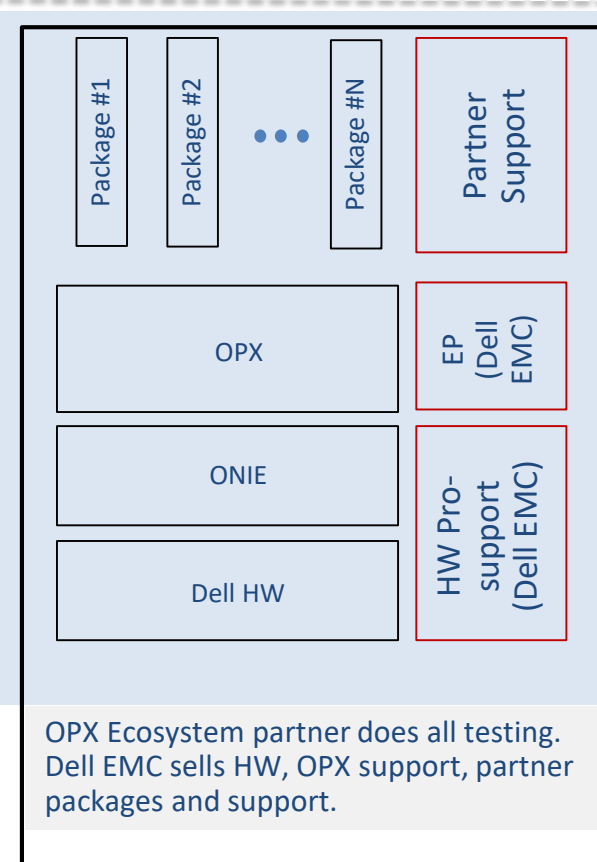 Package #1
Package #2
Package #N
Partner
Support
OPX
EP
(Dell
EMC)
ONIE
HW Pro-
support
(Dell EMC)
Dell HW
OPX Ecosystem partner does all testing.
Dell EMC sells HW, OPX support, partner
packages and support.